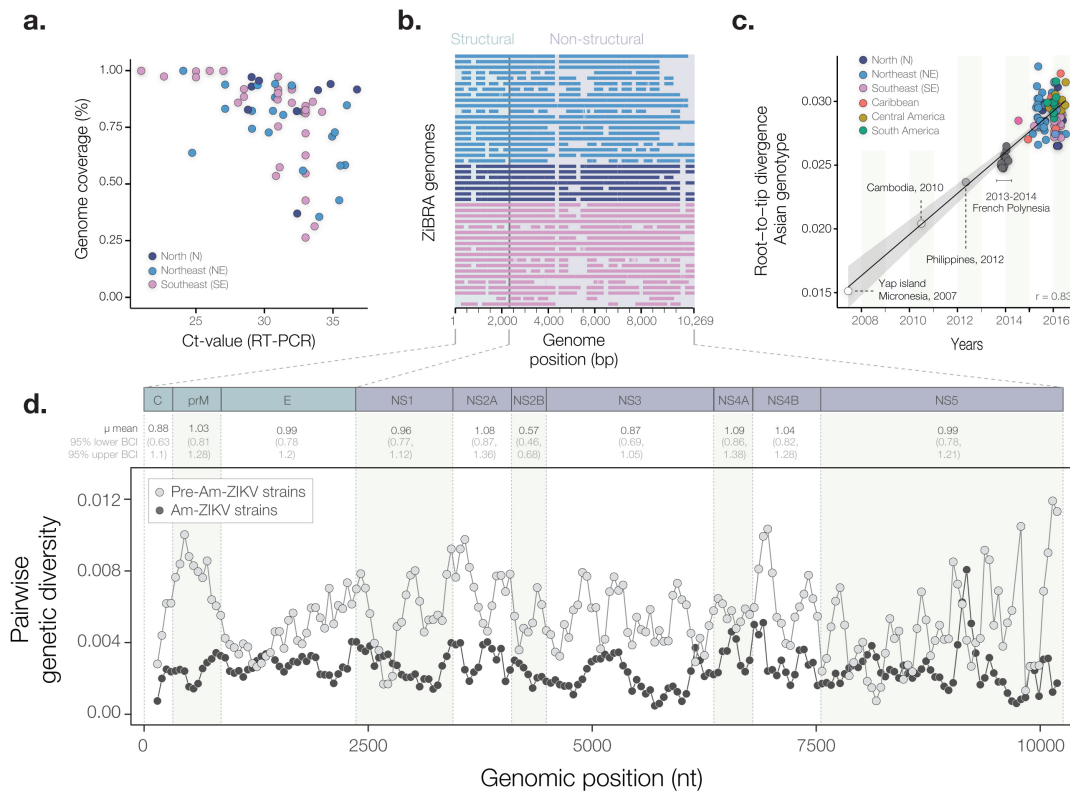 a.
Genome coverage (%)
1.00
0.75
0.50
0.25
0.00
North (N)
Northeast (NE)
Southeast (SE)
25
30
35
Ct-value (RT-PCR)
b.
Structural
Non-structural
ZiBRA genomes
1
2,000
4,000
6,000
8,000
10,269
Genome
position (bp)
c.
Root-to-tip divergence
Asian genotype
0.030
0.025
0.020
0.015
North (N)
Northeast (NE)
Southeast (SE)
Caribbean
Central America
South America
Cambodia, 2010
2013-2014
French Polynesia
Philippines, 2012
Yap island
Micronesia, 2007
r = 0.83
2008
2010
2012
2014
2016
Years
d.
C
prM
E
NS1
NS2A
NS2B
NS3
NS4A
NS4B
NS5
µ mean
0.88
1.03
0.99
0.96
1.08
0.57
0.87
1.09
1.04
0.99
95% lower BCI
(0.63
(0.81
(0.78
(0.77,
(0.87,
(0.46,
(0.69,
(0.86,
(0.82,
(0.78,
95% upper BCI
1.1)
1.28)
1.2)
1.12)
1.36)
0.68)
1.05)
1.38)
1.28)
1.21)
Pairwise
genetic diversity
0.012
0.008
0.004
0.00
Pre-Am-ZIKV strains
Am-ZIKV strains
0
2500
5000
7500
10000
Genomic position (nt)